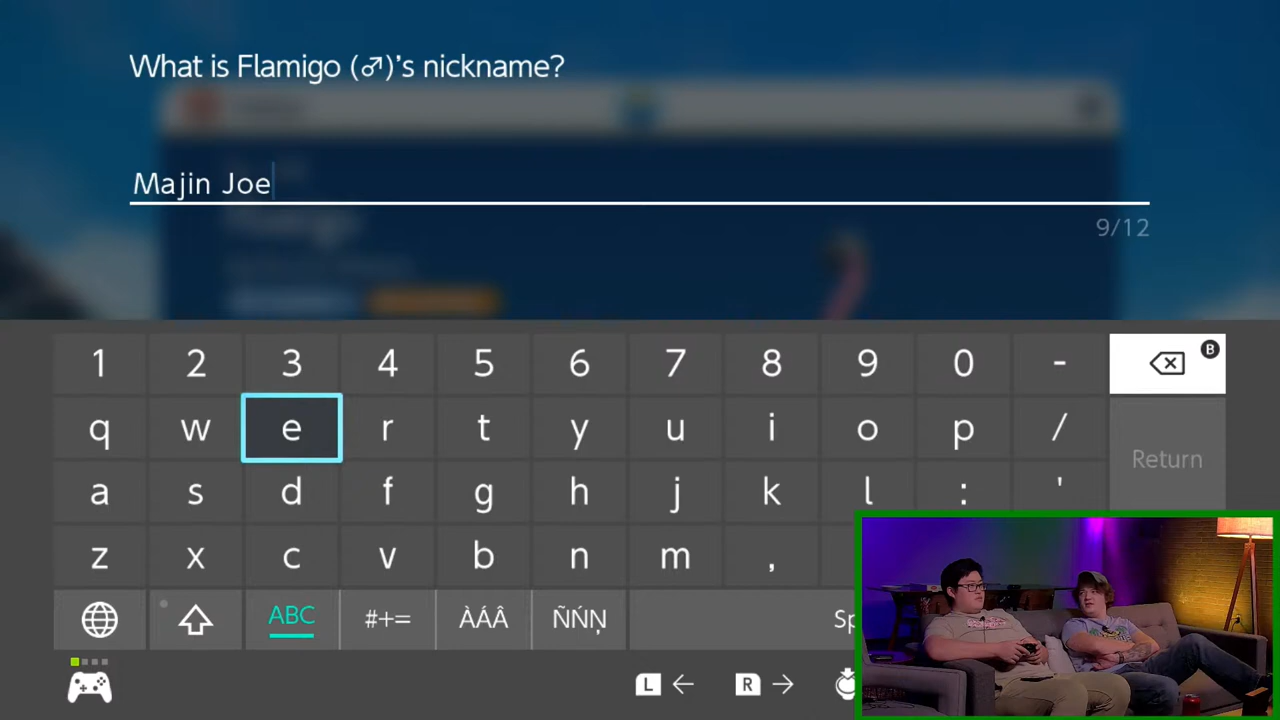 What is Flamigo (♂)'s nickname?
Majin Joe
9/12
1 2 3 4 5 6 7 8 9 0 -
B
q w e r t y u i o p /
Return
a s d f g h j k l : '
z x c v b n m ,
ABC #+= ÀÁÂ ÑŃŅ Sp
L ← R →